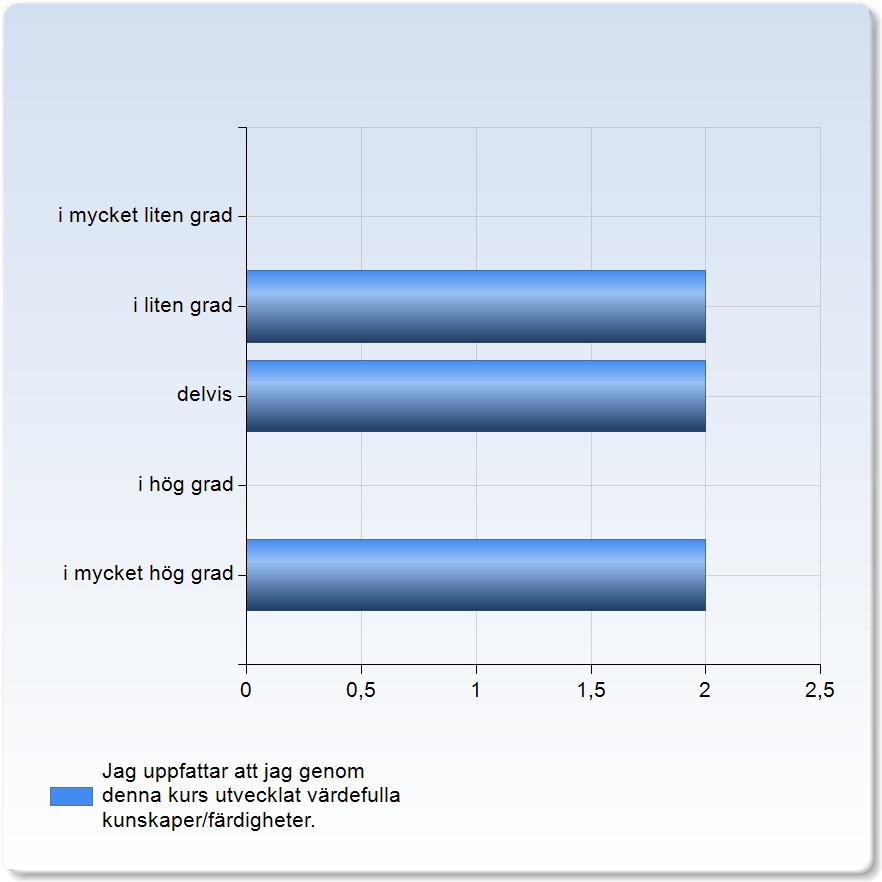 i mycket liten grad
i liten grad
delvis
i hög grad
i mycket hög grad
0 0,5 1 1,5 2 2,5
Jag uppfattar att jag genom
denna kurs utvecklat värdefulla
kunskaper/färdigheter.